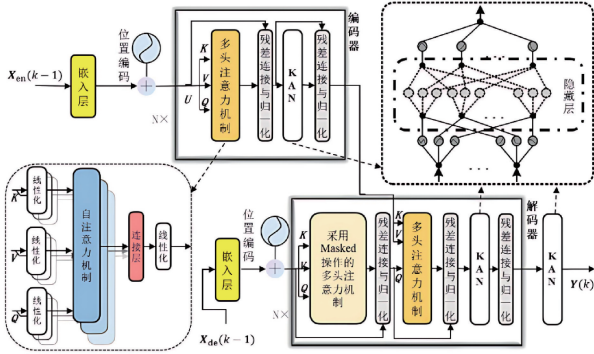 编码器
位置编码
X_en(k−1)
嵌入层
+
U
N×
K
V
Q
多头注意力机制
残差连接与归一化
KAN
残差连接与归一化
隐藏层
...
...
K
线性化
V
线性化
Q
线性化
自注意力机制
连接层
线性化
解码器
位置编码
X_de(k−1)
嵌入层
+
N×
K
V
Q
采用
Masked
操作的
多头注
意力机
制
残差连接与归一化
K
V
Q
多头注意力机制
残差连接与归一化
KAN
残差连接与归一化
KAN
Y(k)